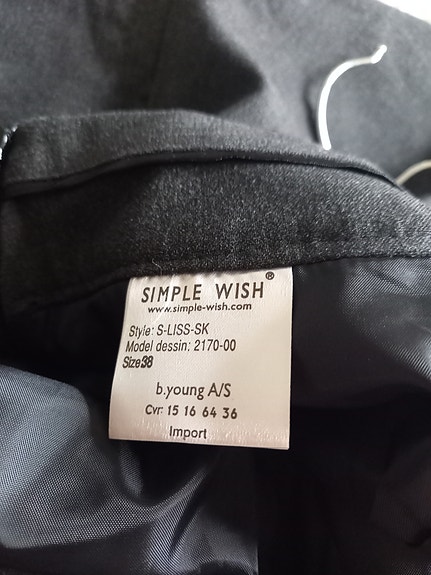 SIMPLE WISH®
www.simple-wish.com
Style: S-LISS-SK
Model dessin: 2170-00
Size38
b.young A/S
Cvr: 15 16 64 36
Import